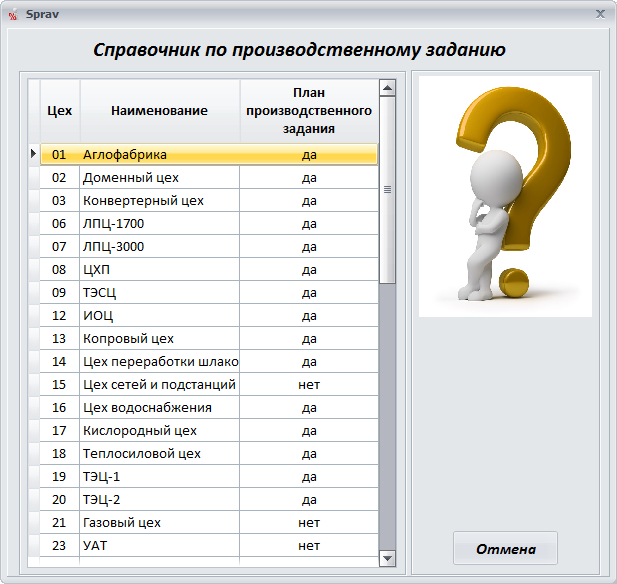 Sprav
Справочник по производственному заданию
Цех Наименование План производственного задания
01 Аглофабрика да
02 Доменный цех да
03 Конвертерный цех да
06 ЛПЦ-1700 да
07 ЛПЦ-3000 да
08 ЦХП да
09 ТЭСЦ да
12 ИОЦ да
13 Копровый цех да
14 Цех переработки шлако да
15 Цех сетей и подстанций нет
16 Цех водоснабжения да
17 Кислородный цех да
18 Теплосиловой цех да
19 ТЭЦ-1 да
20 ТЭЦ-2 да
21 Газовый цех нет
23 УАТ нет
Отмена